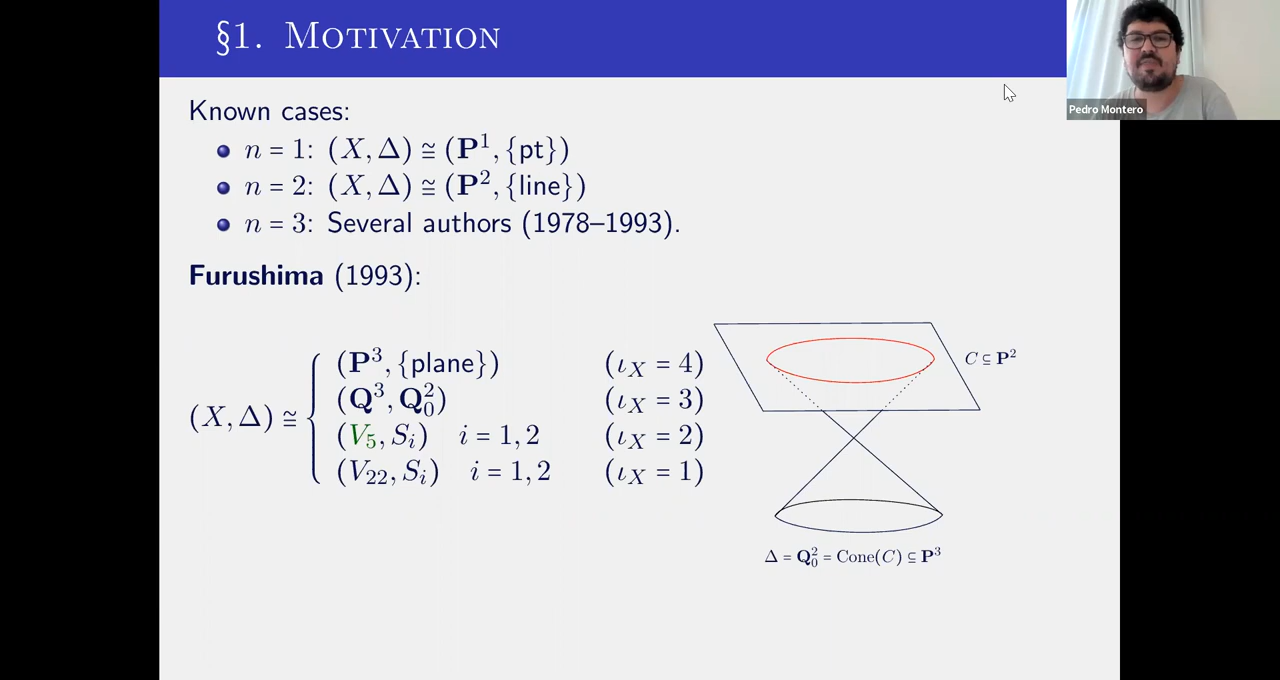 §1. MOTIVATION
Pedro Montero
Known cases:
n = 1: (X, Δ) ≅ (P¹, {pt})
n = 2: (X, Δ) ≅ (P², {line})
n = 3: Several authors (1978–1993).
Furushima (1993):
(X, Δ) ≅
(P³, {plane}) (ι_X = 4)
(Q³, Q₀²) (ι_X = 3)
(V₅, S_i) i = 1, 2 (ι_X = 2)
(V₂₂, S_i) i = 1, 2 (ι_X = 1)
C ⊆ P²
Δ = Q₀² = Cone(C) ⊆ P³